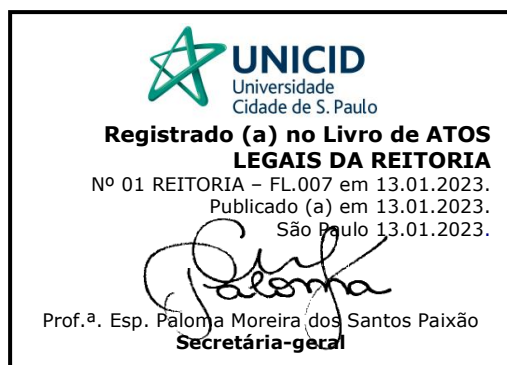 UNICID
Universidade
Cidade de S. Paulo
Registrado (a) no Livro de ATOS
LEGAIS DA REITORIA
Nº 01 REITORIA – FL.007 em 13.01.2023.
Publicado (a) em 13.01.2023.
São Paulo 13.01.2023.
Paloma
Prof.ª. Esp. Paloma Moreira dos Santos Paixão
Secretária-geral